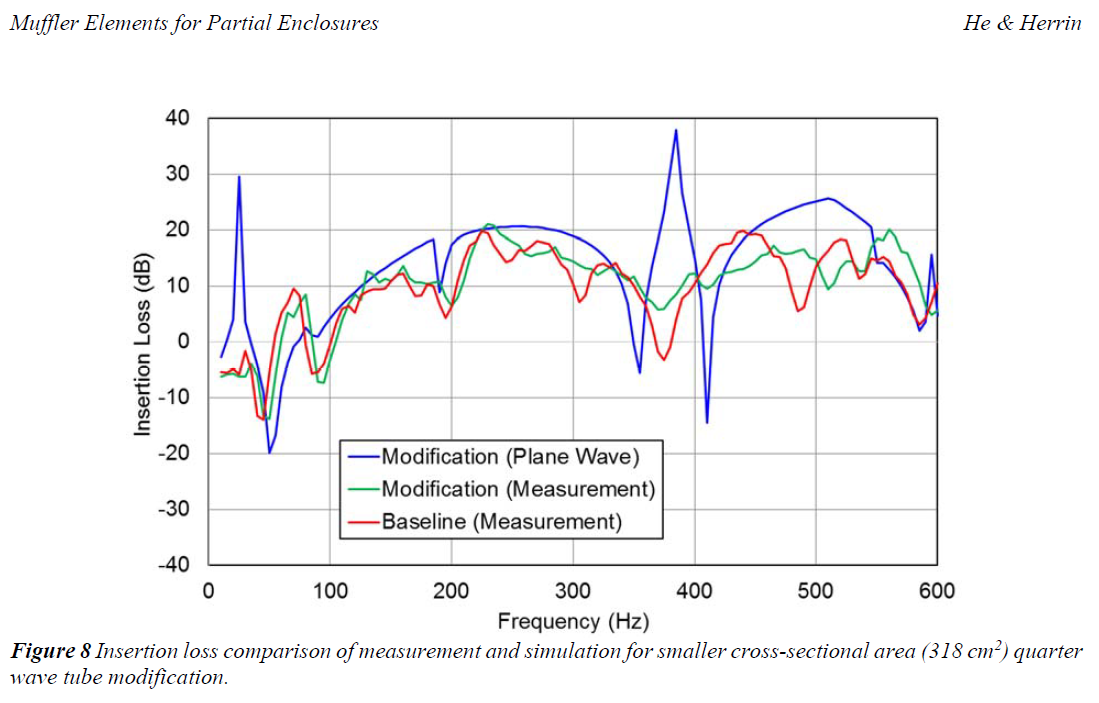 Muffler Elements for Partial Enclosures He & Herrin
40
30
20
10
0
-10
-20
-30
-40
Insertion Loss (dB)
Modification (Plane Wave)
Modification (Measurement)
Baseline (Measurement)
0 100 200 300 400 500 600
Frequency (Hz)
Figure 8 Insertion loss comparison of measurement and simulation for smaller cross-sectional area (318 cm²) quarter
wave tube modification.